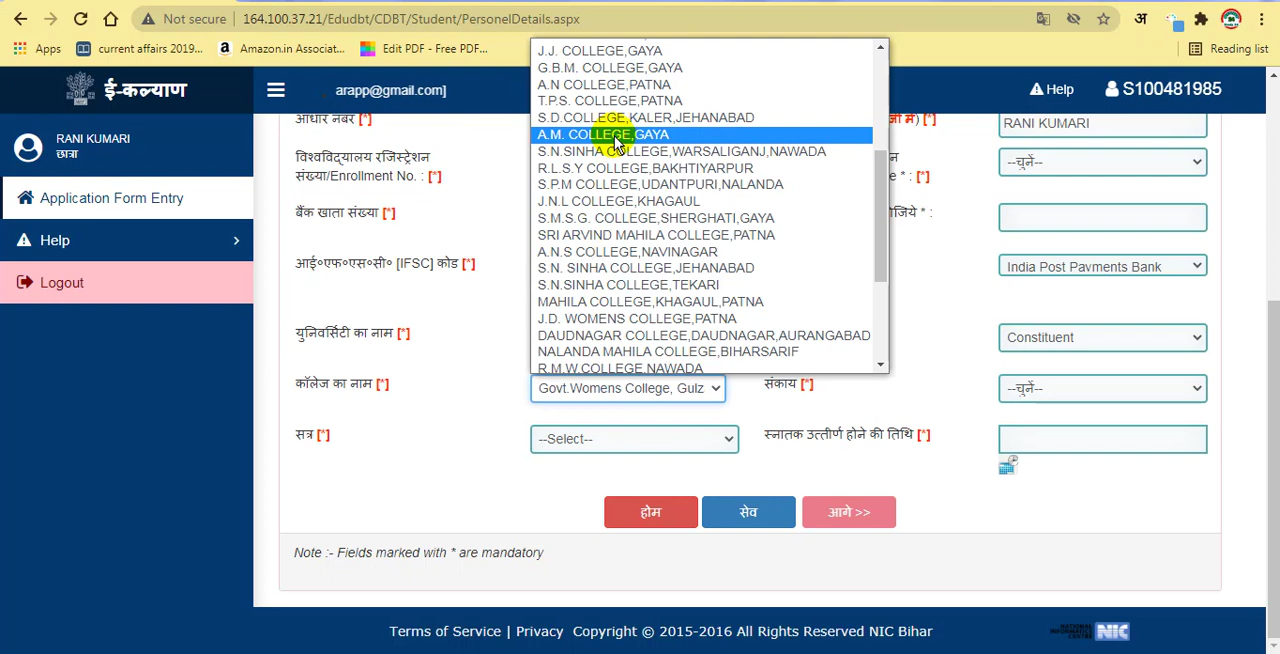 Not secure | 164.100.37.21/Edudbt/CDBT/Student/PersonelDetails.aspx
अ
Apps
current affairs 2019...
a Amazon.in Associat...
Edit PDF - Free PDF...
Reading list
ई-कल्याण
arapp@gmail.com]
Help
S100481985
RANI KUMARI
छात्रा
Application Form Entry
Help
Logout
J.J. COLLEGE,GAYA
G.B.M. COLLEGE,GAYA
A.N COLLEGE,PATNA
T.P.S. COLLEGE,PATNA
S.D.COLLEGE,KALER,JEHANABAD
A.M. COLLEGE,GAYA
S.N.SINHA COLLEGE,WARSALIGANJ,NAWADA
R.L.S.Y COLLEGE,BAKHTIYARPUR
S.P.M COLLEGE,UDANTPURI,NALANDA
J.N.L COLLEGE,KHAGAUL
S.M.S.G. COLLEGE,SHERGHATI,GAYA
SRI ARVIND MAHILA COLLEGE,PATNA
A.N.S COLLEGE,NAVINAGAR
S.N. SINHA COLLEGE,JEHANABAD
S.N.SINHA COLLEGE,TEKARI
MAHILA COLLEGE,KHAGAUL,PATNA
J.D. WOMENS COLLEGE,PATNA
DAUDNAGAR COLLEGE,DAUDNAGAR,AURANGABAD
NALANDA MAHILA COLLEGE,BIHARSARIF
R.M.W.COLLEGE,NAWADA
आधार नंबर [*]
में) [*]
RANI KUMARI
विश्वविद्यालय रजिस्ट्रेशन
संख्या/Enrollment No. : [*]
e * : [*]
--चुनें--
बैंक खाता संख्या [*]
जिये * :
आई०एफ०एस०सी० [IFSC] कोड [*]
India Post Payments Bank
युनिवर्सिटी का नाम [*]
Constituent
कॉलेज का नाम [*]
Govt.Womens College, Gulz
संकाय [*]
--चुनें--
सत्र [*]
--Select--
स्नातक उत्तीर्ण होने की तिथि [*]
होम
सेव
आगे >>
Note :- Fields marked with * are mandatory
Terms of Service | Privacy Copyright © 2015-2016 All Rights Reserved NIC Bihar
NIC